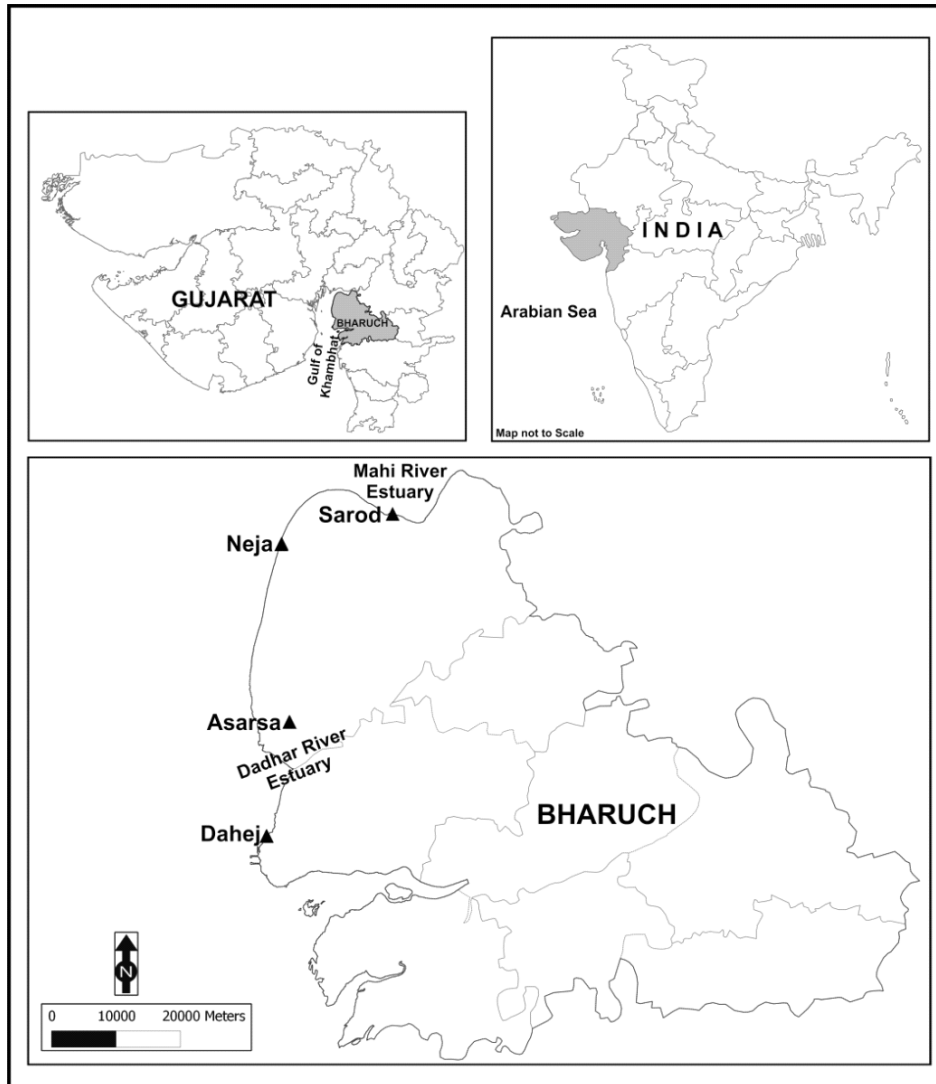 GUJARAT
BHARUCH
Gulf of
Khambhat
I N D I A
Arabian Sea
Map not to Scale
Mahi River
Estuary
Sarod
Neja
Asarsa
Dadhar River
Estuary
BHARUCH
Dahej
N
0 10000 20000 Meters